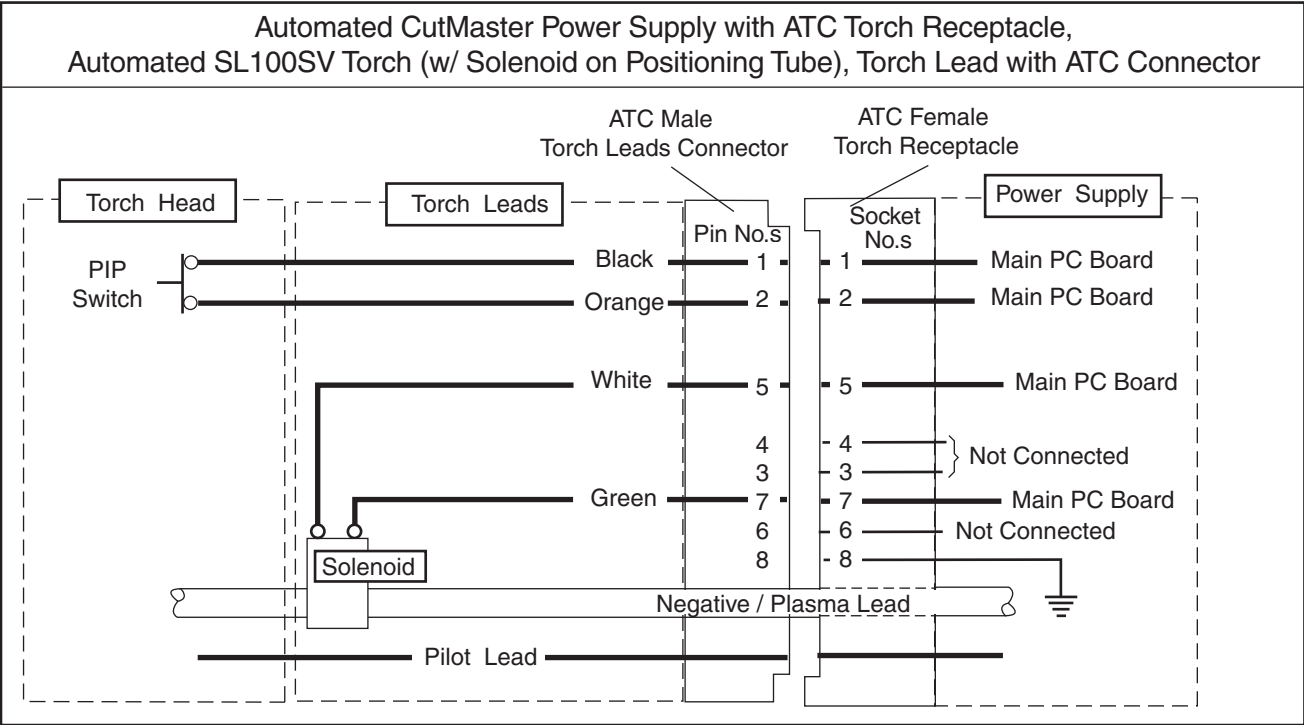 Automated CutMaster Power Supply with ATC Torch Receptacle,
Automated SL100SV Torch (w/ Solenoid on Positioning Tube), Torch Lead with ATC Connector
ATC Male
Torch Leads Connector
ATC Female
Torch Receptacle
Torch Head
Torch Leads
Power Supply
Pin No.s
Socket
No.s
PIP
Switch
Black 1 1 Main PC Board
Orange 2 2 Main PC Board
White 5 5 Main PC Board
4 4
3 3
Not Connected
Green 7 7 Main PC Board
6 6 Not Connected
8 8
Solenoid
Negative / Plasma Lead
Pilot Lead